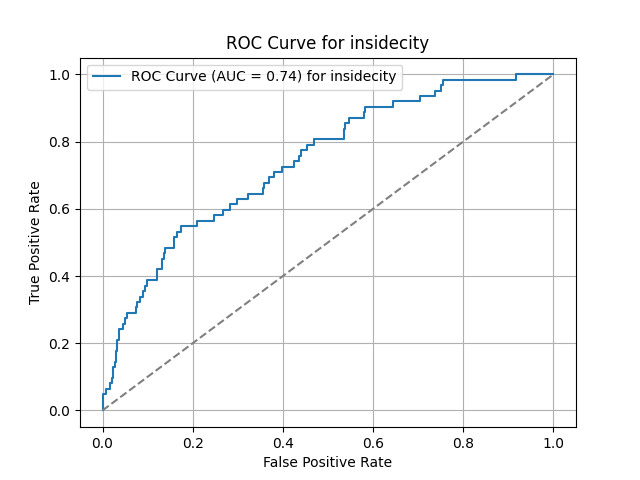 ROC Curve for insidecity
ROC Curve (AUC = 0.74) for insidecity
1.0
0.8
0.6
0.4
0.2
0.0
True Positive Rate
0.0 0.2 0.4 0.6 0.8 1.0
False Positive Rate